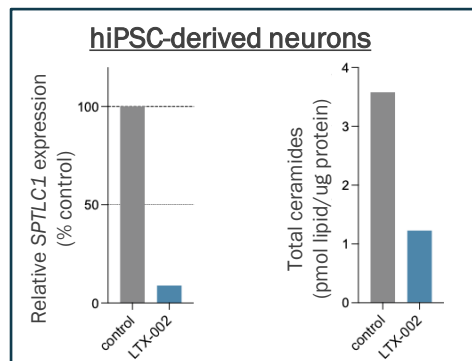 hiPSC-derived neurons
Relative SPTLC1 expression
(% control)
100
50
0
control
LTX-002
Total ceramides
(pmol lipid/ug protein)
4
3
2
1
0
control
LTX-002